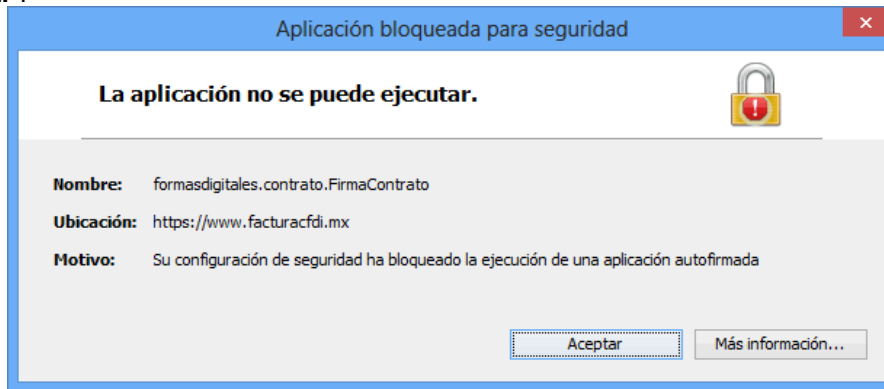 Aplicación bloqueada para seguridad
La aplicación no se puede ejecutar.
Nombre: formasdigitales.contrato.FirmaContrato
Ubicación: https://www.facturacfdi.mx
Motivo: Su configuración de seguridad ha bloqueado la ejecución de una aplicación autofirmada
Aceptar Más información...